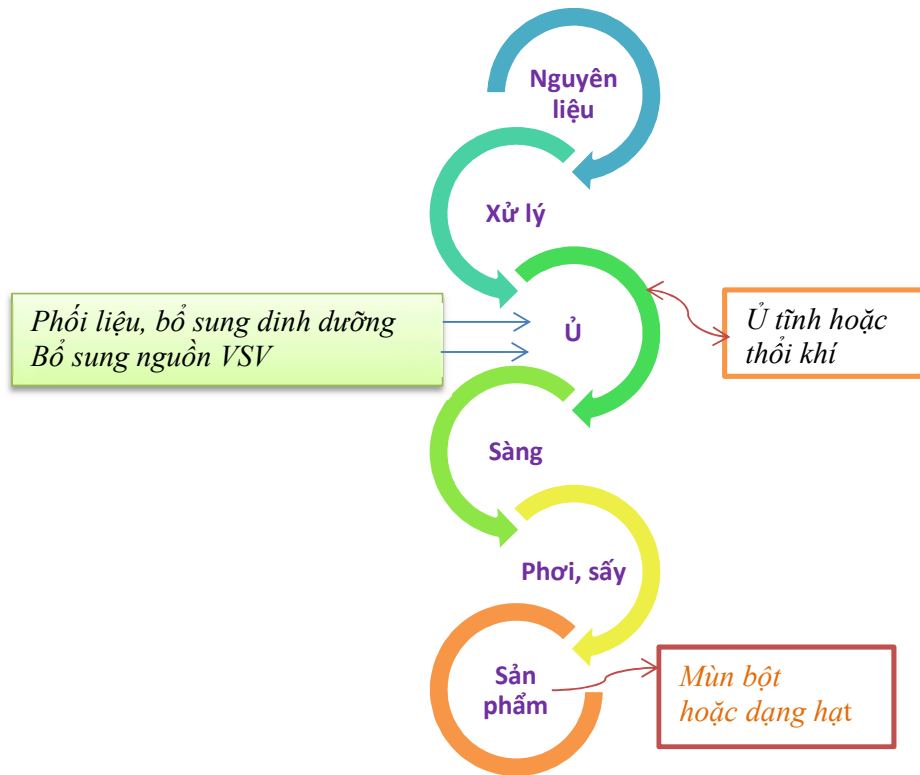 Nguyên
liệu
Xử lý
Phối liệu, bổ sung dinh dưỡng
Bổ sung nguồn VSV
Ủ
Ủ tĩnh hoặc
thổi khí
Sàng
Phơi, sấy
Sản
phẩm
Mùn bột
hoặc dạng hạt